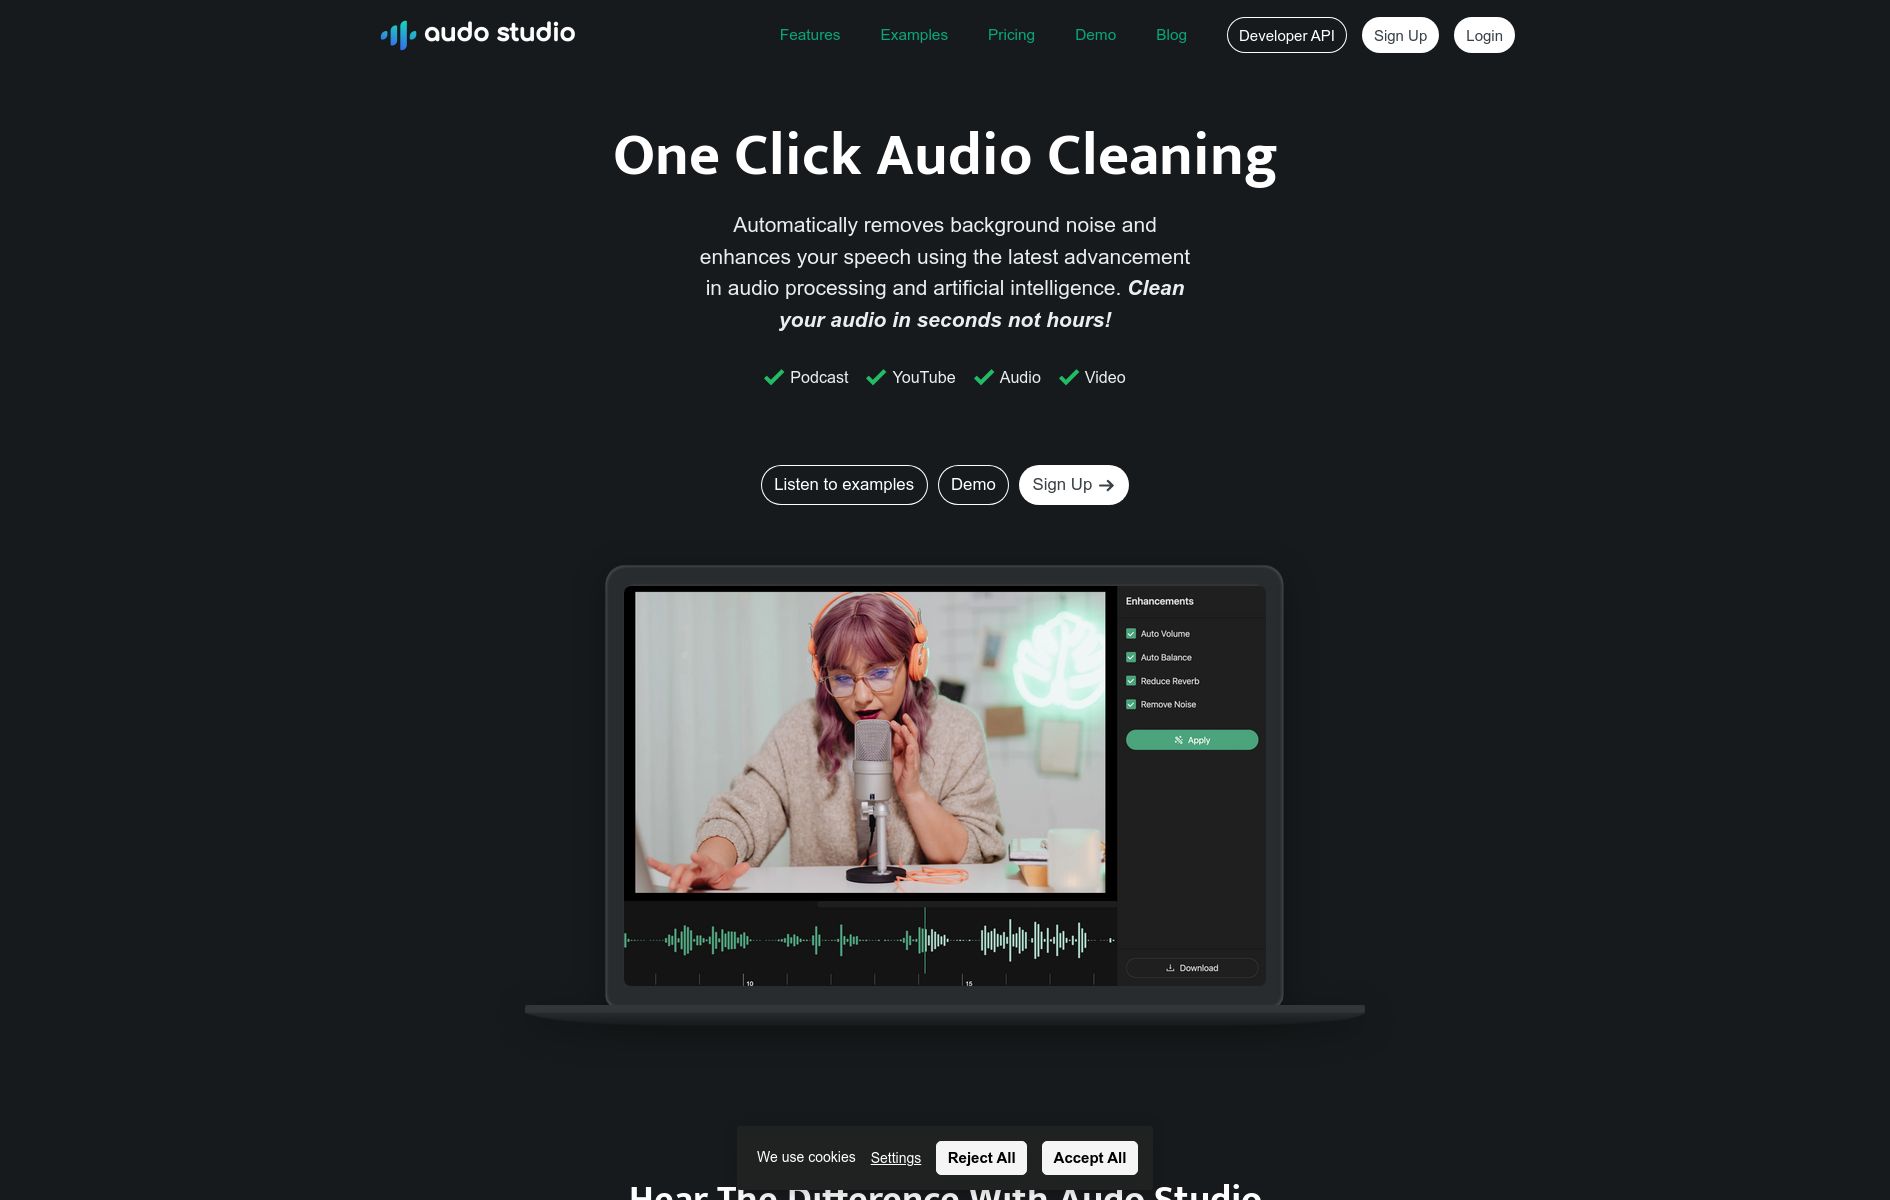 audo studio
Features Examples Pricing Demo Blog Developer API Sign Up Login
One Click Audio Cleaning
Automatically removes background noise and
enhances your speech using the latest advancement
in audio processing and artificial intelligence. Clean
your audio in seconds not hours!
Podcast YouTube Audio Video
Listen to examples Demo Sign Up
Enhancements
Auto Volume
Auto Balance
Reduce Reverb
Remove Noise
Apply
Download
10 15
We use cookies Settings Reject All Accept All
Hear The Difference With Audo Studio